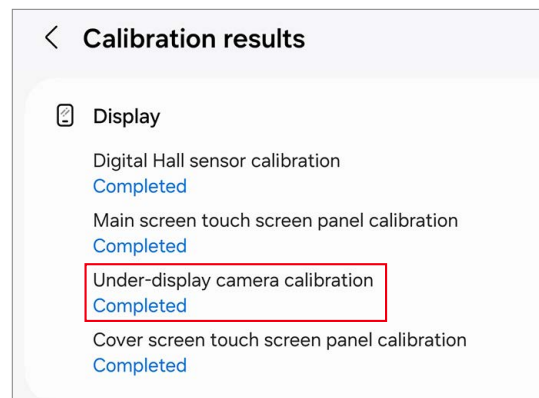 Calibration results
Display
Digital Hall sensor calibration
Completed
Main screen touch screen panel calibration
Completed
Under-display camera calibration
Completed
Cover screen touch screen panel calibration
Completed